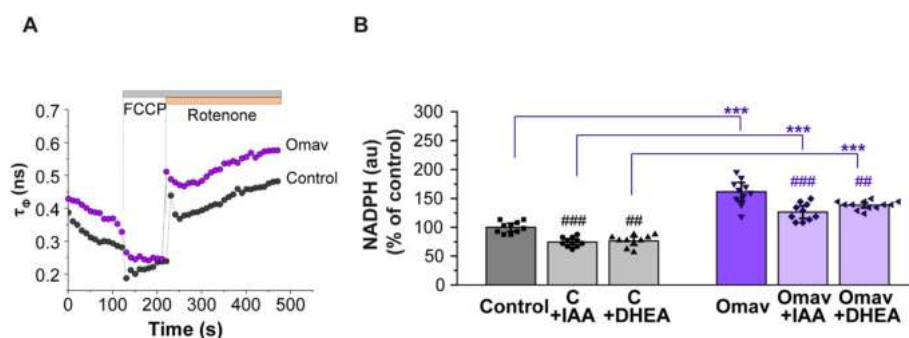 A
FCCP
Rotenone
0.7
0.6
0.5
0.4
0.3
0.2
τΦ (ns)
Omav
Control
0 100 200 300 400 500
Time (s)
B
300
250
200
150
100
50
0
NADPH (au)
(% of control)
***
***
***
### ## ### ##
Control C +IAA C +DHEA Omav Omav +IAA Omav +DHEA